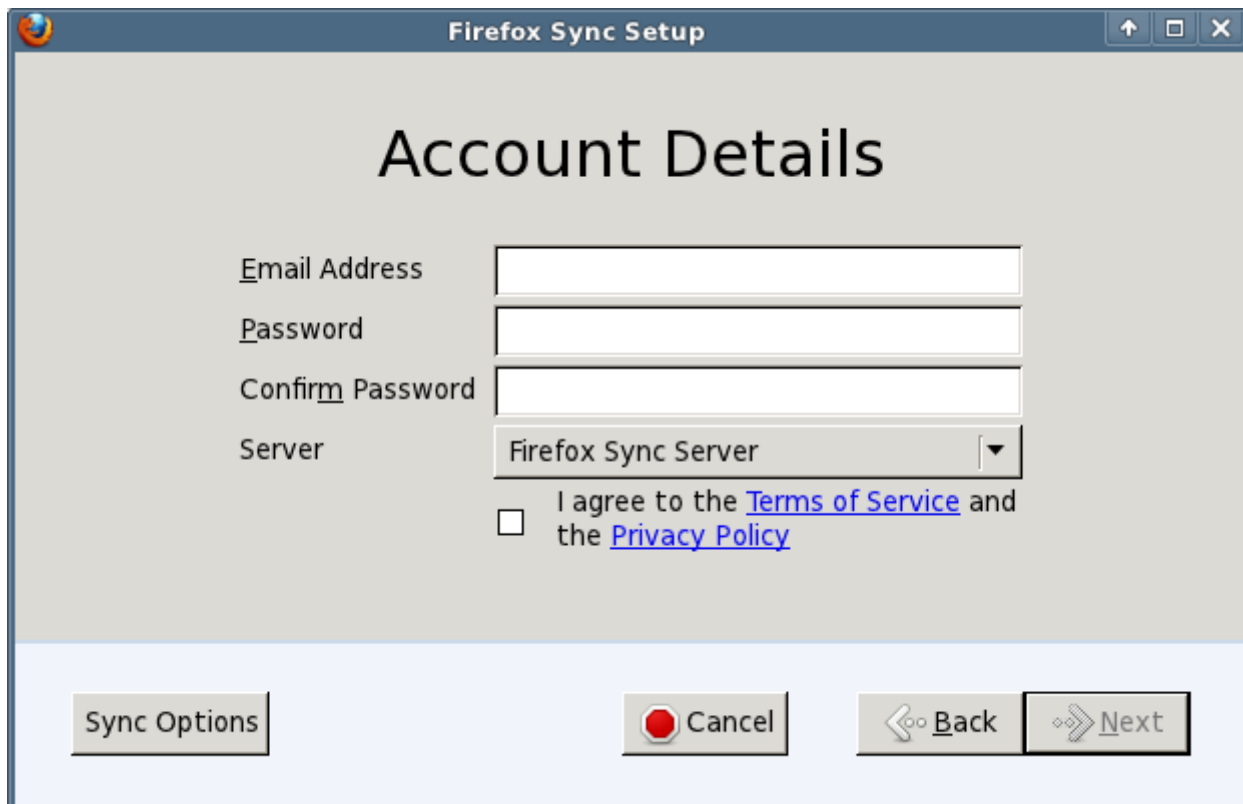 Firefox Sync Setup
Account Details
Email Address
Password
Confirm Password
Server
Firefox Sync Server
I agree to the Terms of Service and
the Privacy Policy
Sync Options
Cancel
Back
Next